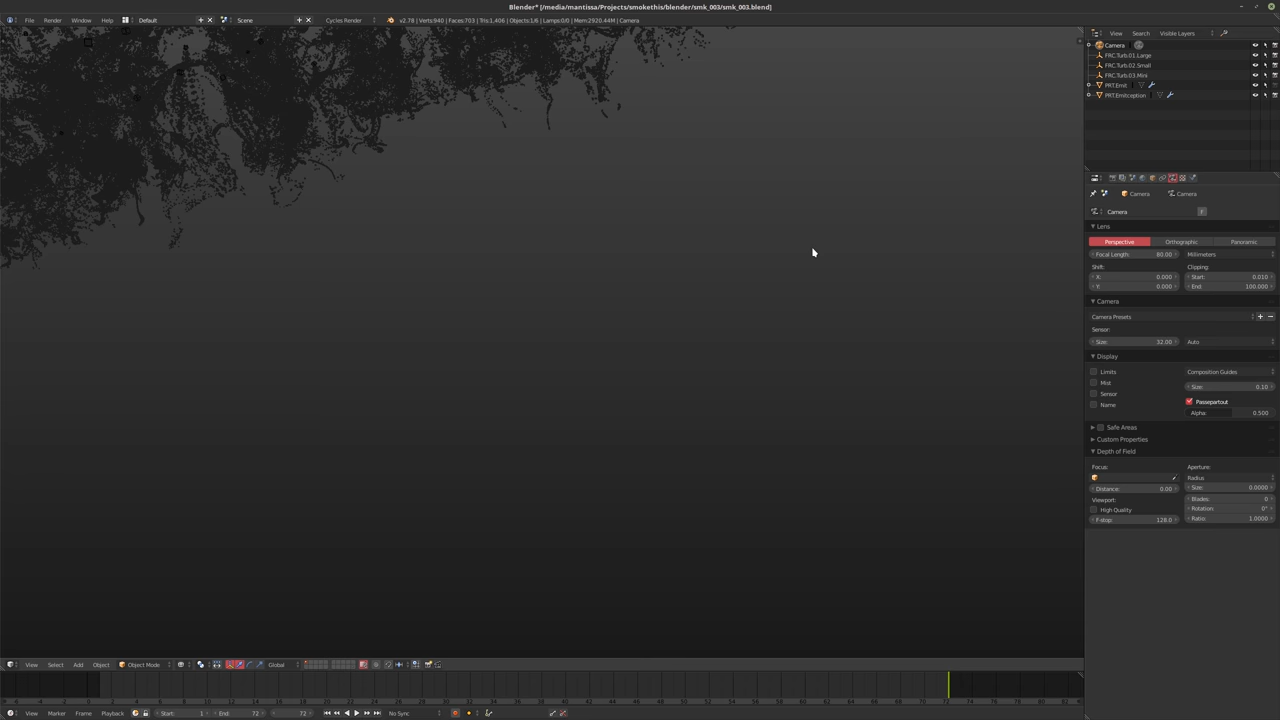 Blender* [/media/mantissa/Projects/smokethis/blender/smk_003/smk_003.blend]
File Render Window Help Default Scene Cycles Render v2.78 | Verts:940 | Faces:703 | Tris:1,406 | Objects:1/6 | Lamps:0/0 | Mem:2920.44M | Camera
View Search Visible Layers
Camera
FRC.Turb.01.Large
FRC.Turb.02.Small
FRC.Turb.03.Mini
PRT.Emit
PRT.Emitception
Camera Camera
Camera F
Lens
Perspective Orthographic Panoramic
Focal Length: 80.00 Millimeters
Shift: Clipping:
X: 0.000 Start: 0.010
Y: 0.000 End: 100.000
Camera
Camera Presets
Sensor:
Size: 32.00 Auto
Display
Limits Composition Guides
Mist Size: 0.10
Sensor
Name Passepartout
Alpha: 0.500
Safe Areas
Custom Properties
Depth of Field
Focus: Aperture:
Radius
Distance: 0.00 Size: 0.0000
Viewport: Blades: 0
High Quality Rotation: 0°
F-stop: 128.0 Ratio: 1.0000
View Select Add Object Object Mode Global
View Marker Frame Playback Start: 1 End: 72 72 No Sync